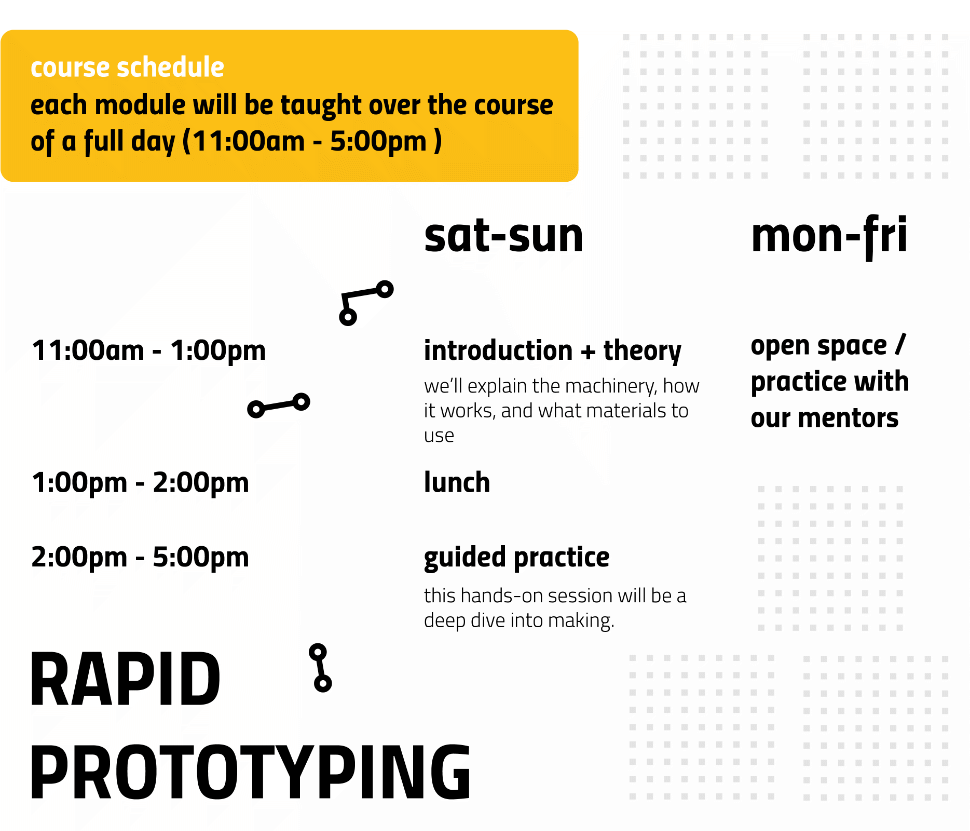 course schedule
each module will be taught over the course
of a full day (11:00am - 5:00pm )
sat-sun
mon-fri
11:00am - 1:00pm
introduction + theory
we'll explain the machinery, how
it works, and what materials to
use
open space /
practice with
our mentors
1:00pm - 2:00pm
lunch
2:00pm - 5:00pm
guided practice
this hands-on session will be a
deep dive into making.
RAPID
PROTOTYPING